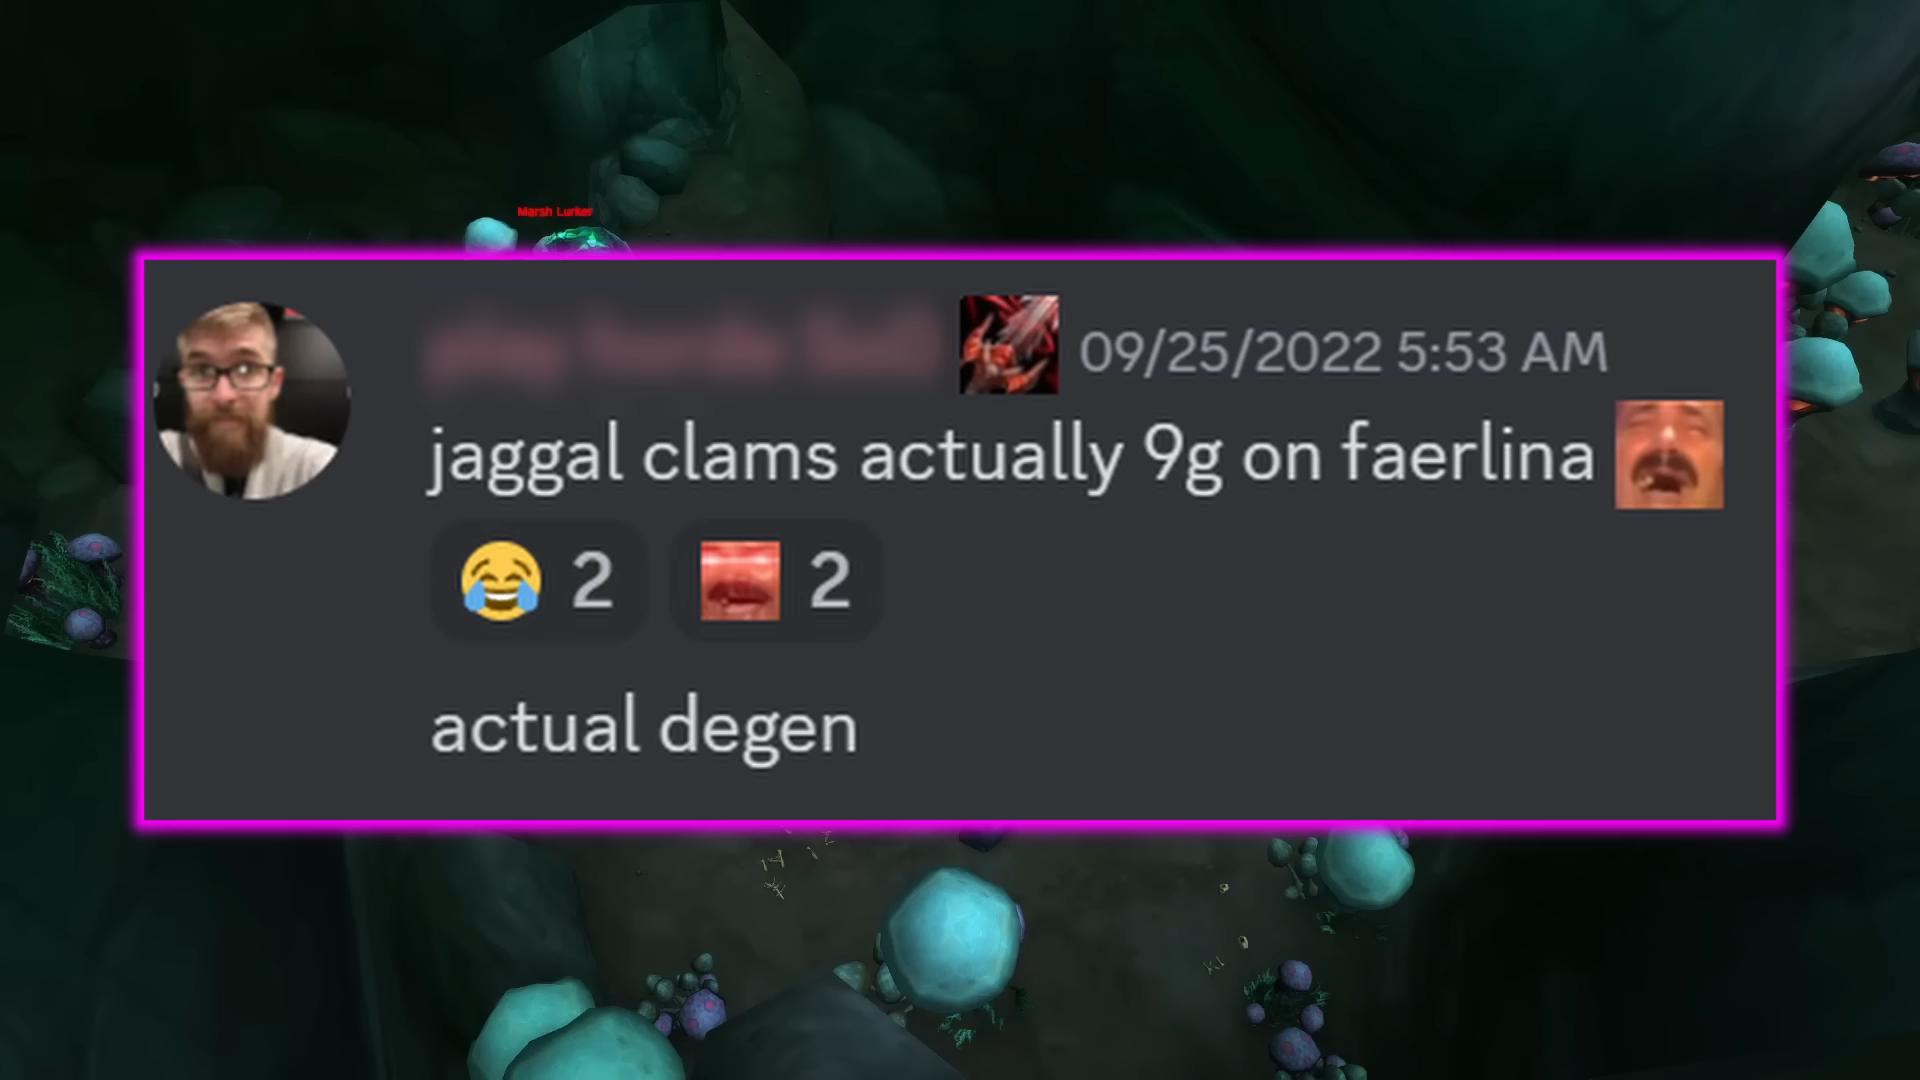 Marsh Lurker
09/25/2022 5:53 AM
jaggal clams actually 9g on faerlina
😂 2 2
actual degen